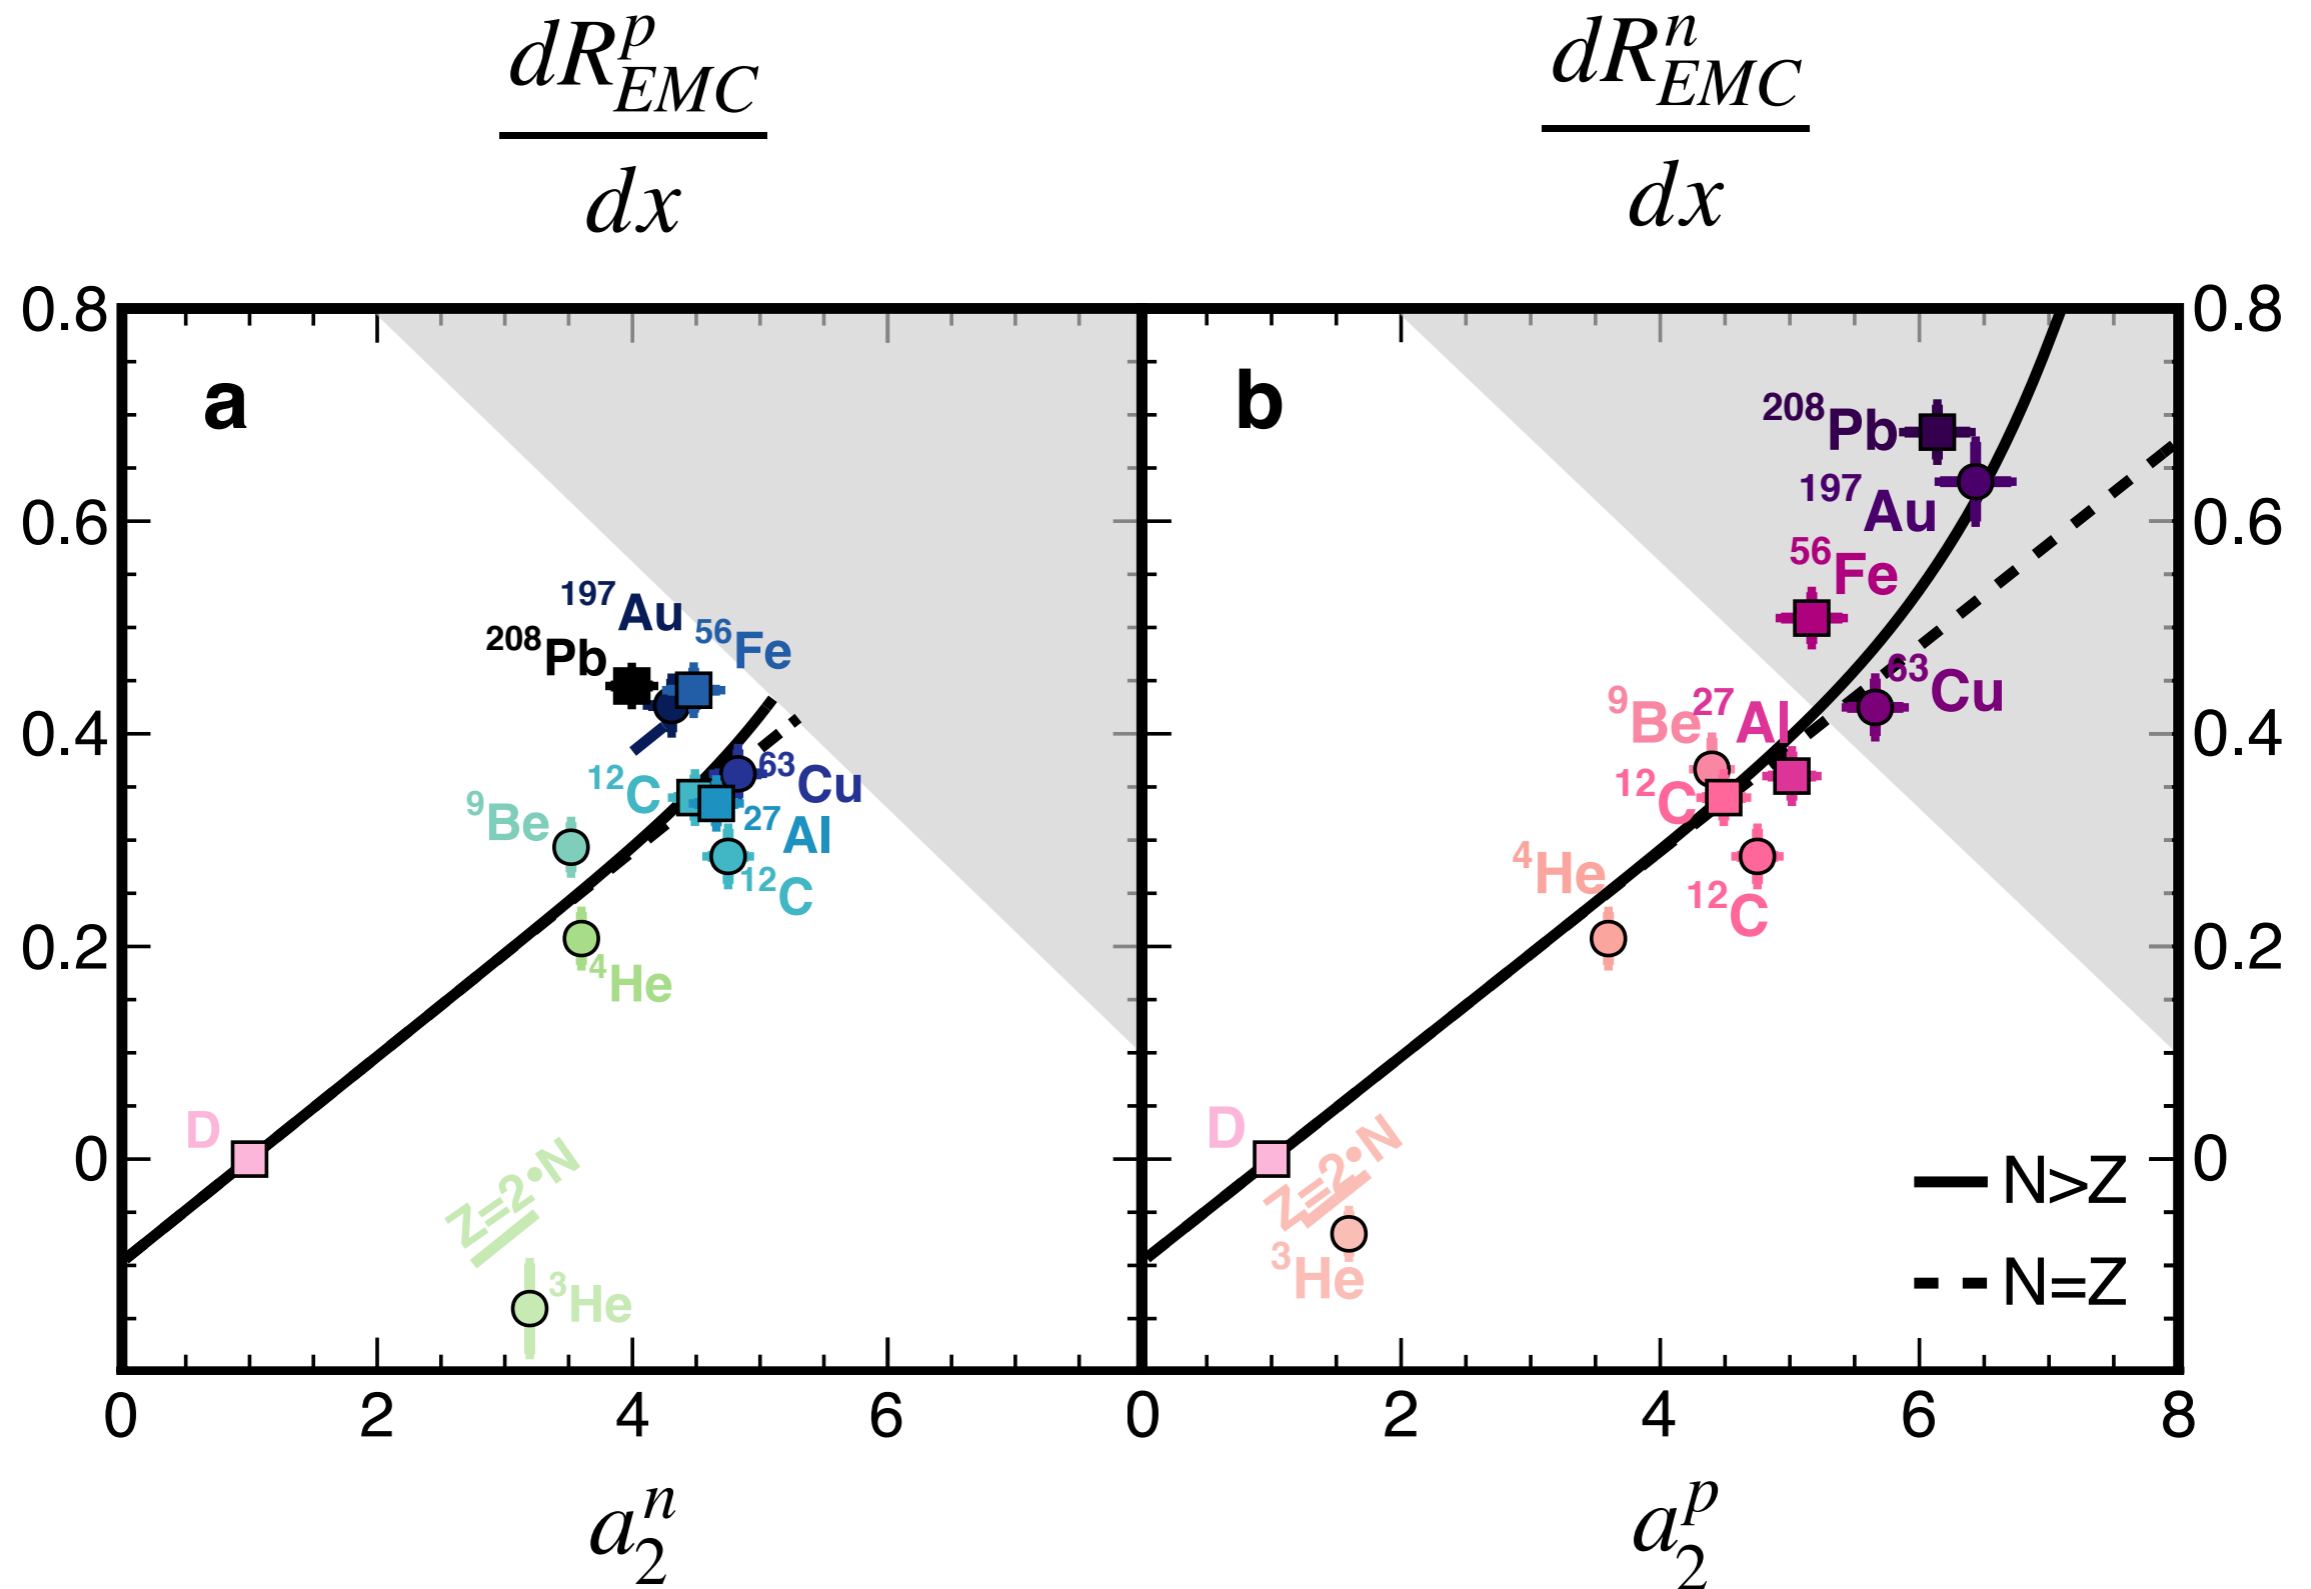 dR^p_EMC / dx
dR^n_EMC / dx
a
b
0.8
0.6
0.4
0.2
0
0.8
0.6
0.4
0.2
0
197Au
208Pb
56Fe
12C
63Cu
9Be
27Al
12C
4He
D
Z=2•N
3He
208Pb
197Au
56Fe
63Cu
9Be
27Al
12C
4He
12C
D
Z=2•N
3He
N>Z
N=Z
0 2 4 6
0 2 4 6 8
a^n_2
a^p_2